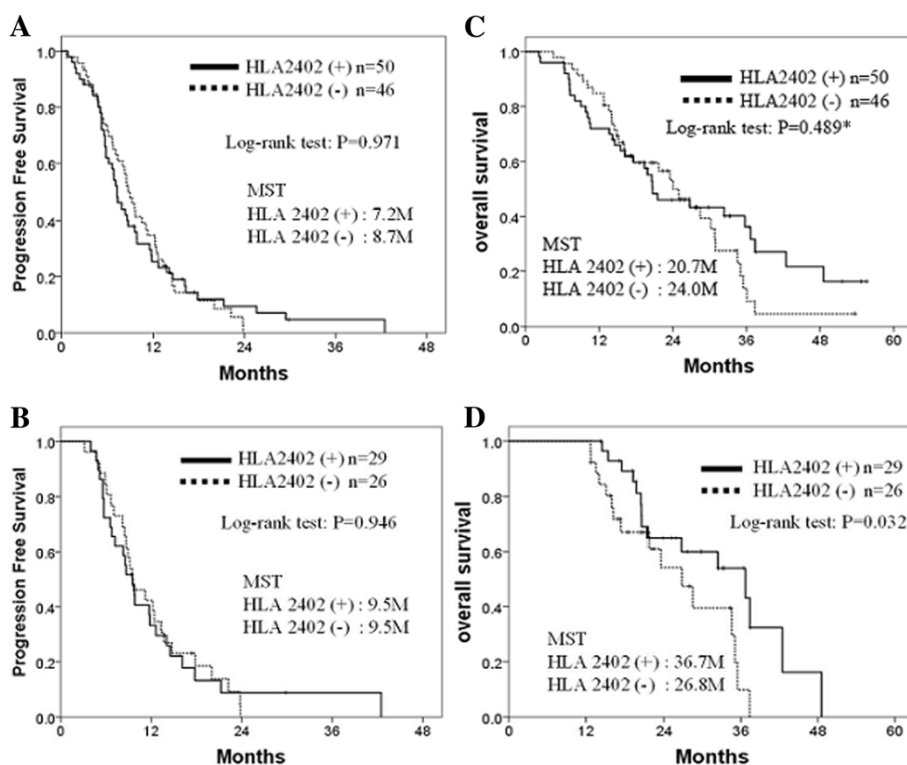 A
Progression Free Survival
1.0
0.8
0.6
0.4
0.2
0.0
HLA2402 (+) n=50
HLA2402 (-) n=46
Log-rank test: P=0.971
MST
HLA 2402 (+) : 7.2M
HLA 2402 (-) : 8.7M
0 12 24 36 48
Months
C
overall survival
1.0
0.8
0.6
0.4
0.2
0.0
HLA2402 (+) n=50
HLA2402 (-) n=46
Log-rank test: P=0.489*
MST
HLA 2402 (+) : 20.7M
HLA 2402 (-) : 24.0M
0 12 24 36 48 60
Months
B
Progression Free Survival
1.0
0.8
0.6
0.4
0.2
0.0
HLA2402 (+) n=29
HLA2402 (-) n=26
Log-rank test: P=0.946
MST
HLA 2402 (+) : 9.5M
HLA 2402 (-) : 9.5M
0 12 24 36 48
Months
D
overall survival
1.0
0.8
0.6
0.4
0.2
0.0
HLA2402 (+) n=29
HLA2402 (-) n=26
Log-rank test: P=0.032
MST
HLA 2402 (+) : 36.7M
HLA 2402 (-) : 26.8M
0 12 24 36 48 60
Months